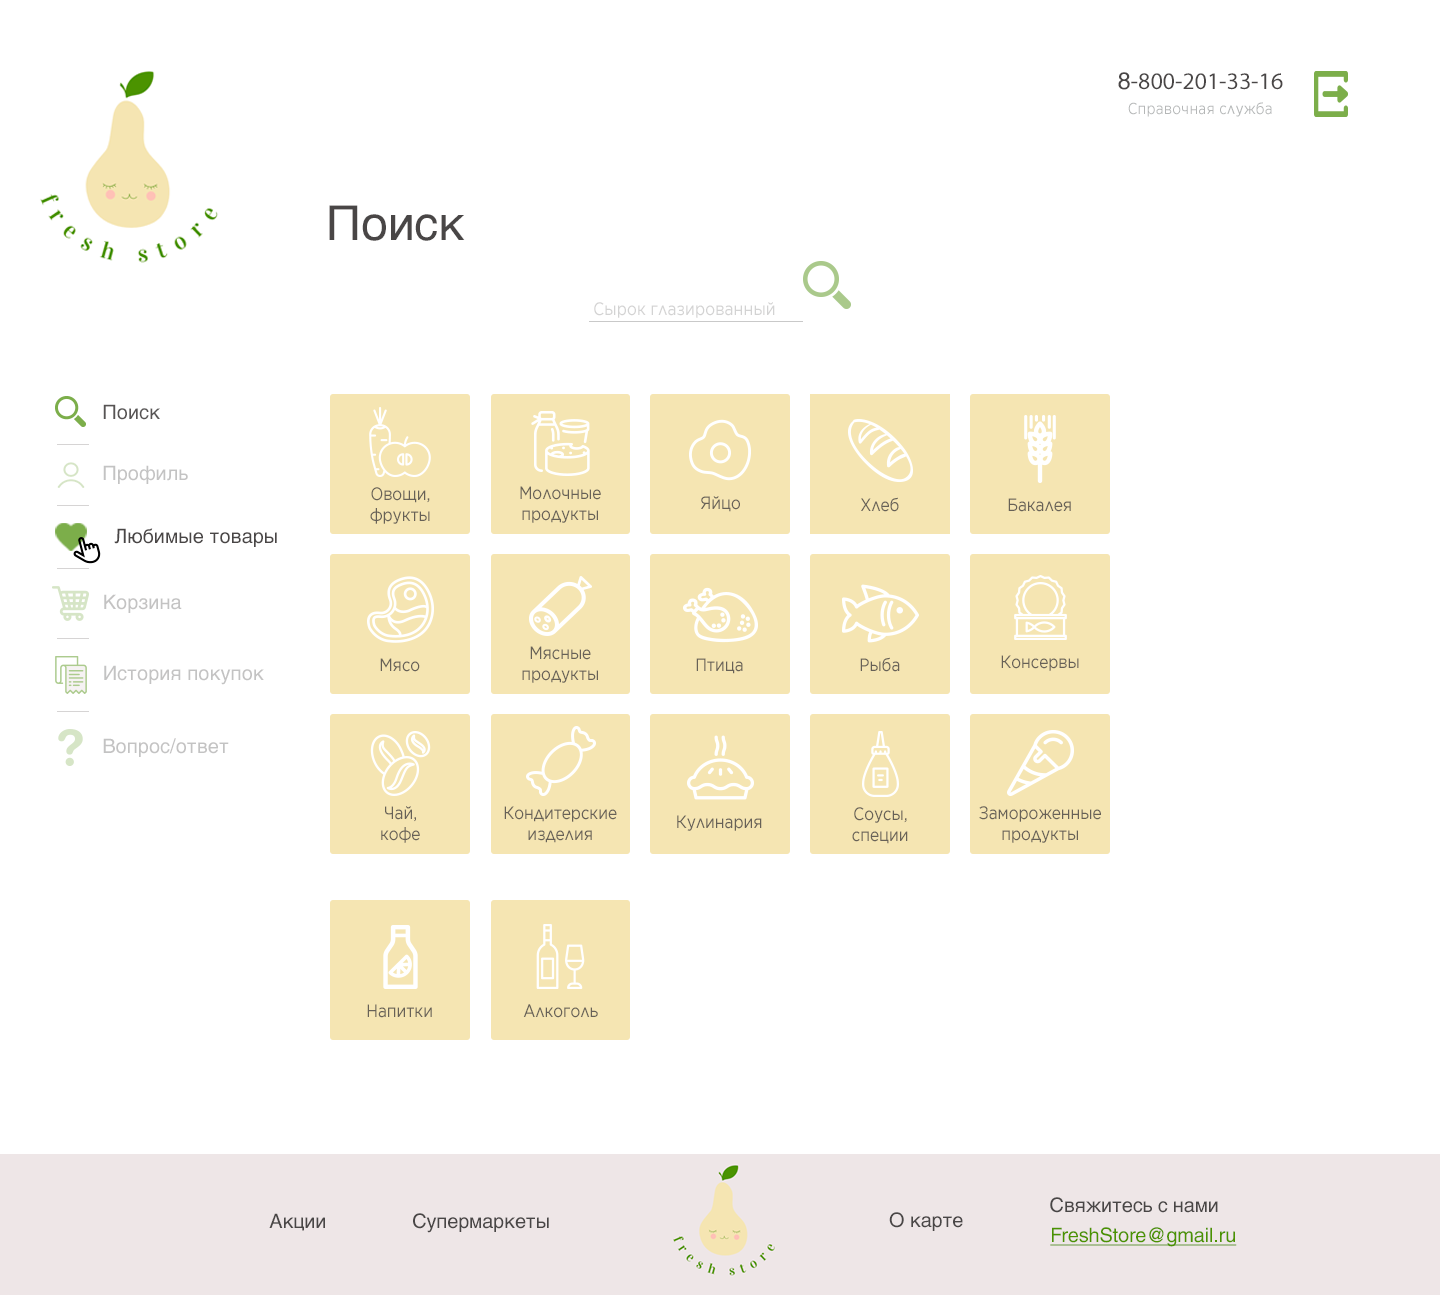 8-800-201-33-16
Справочная служба
fresh store
Поиск
Сырок глазированный
Поиск
Профиль
Любимые товары
Корзина
История покупок
Вопрос/ответ
Овощи,
фрукты
Молочные
продукты
Яйцо
Хлеб
Бакалея
Мясо
Мясные
продукты
Птица
Рыба
Консервы
Чай,
кофе
Кондитерские
изделия
Кулинария
Соусы,
специи
Замороженные
продукты
Напитки
Алкоголь
Акции
Супермаркеты
fresh store
О карте
Свяжитесь с нами
FreshStore@gmail.ru